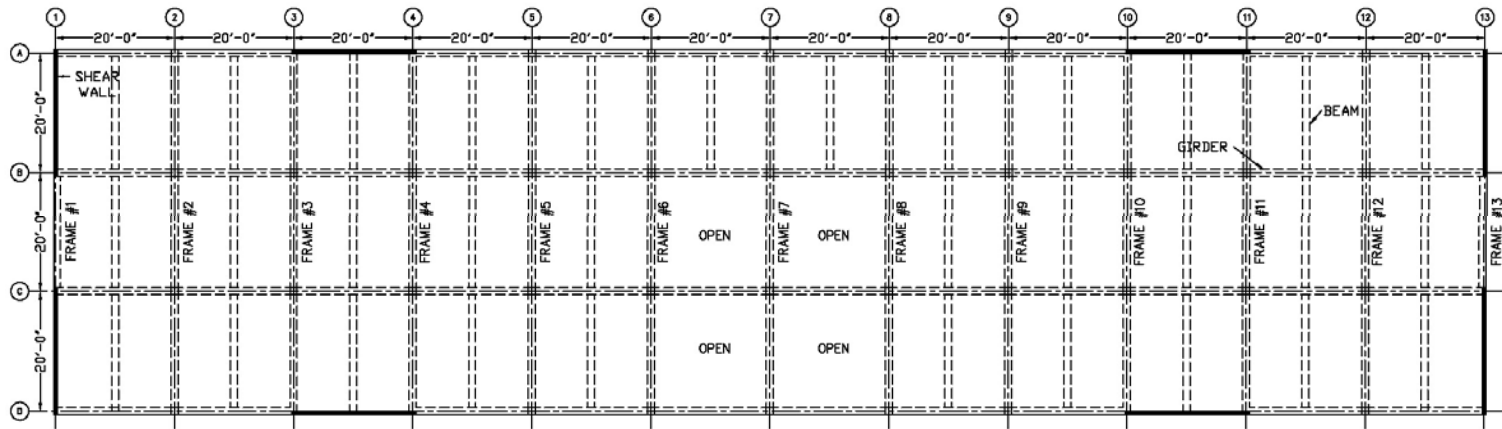 1 2 3 4 5 6 7 8 9 10 11 12 13
20'-0" 20'-0" 20'-0" 20'-0" 20'-0" 20'-0" 20'-0" 20'-0" 20'-0" 20'-0" 20'-0" 20'-0"
A
SHEAR
WALL
20'-0"
BEAM
GIRDER
B
20'-0"
FRAME #1
FRAME #2
FRAME #3
FRAME #4
FRAME #5
FRAME #6
OPEN
FRAME #7
OPEN
FRAME #8
FRAME #9
FRAME #10
FRAME #11
FRAME #12
FRAME #13
C
20'-0"
OPEN
OPEN
D